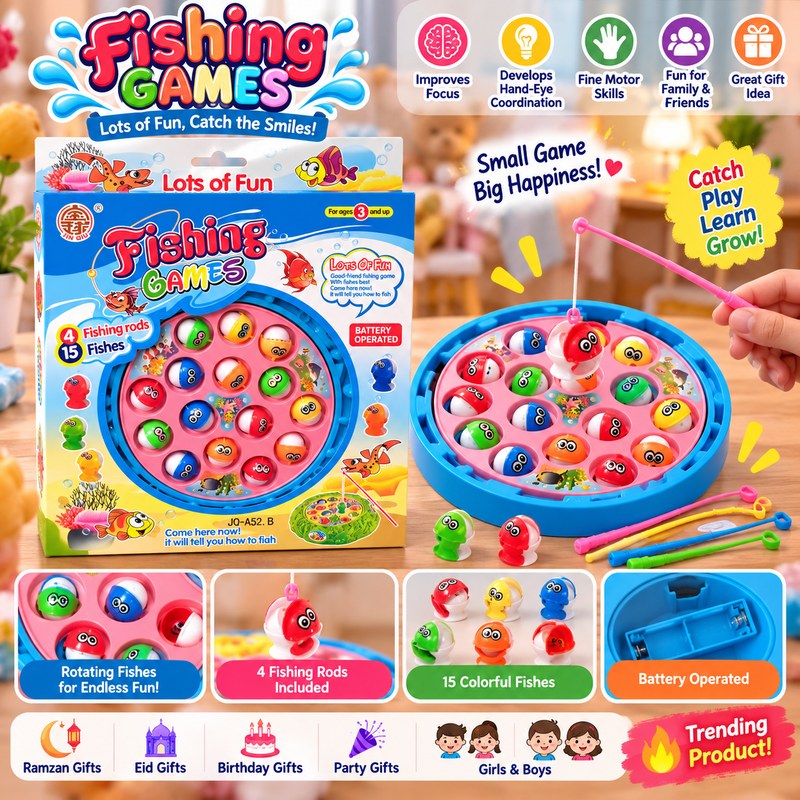 Fishing
GAMES
Lots of Fun, Catch the Smiles!
Improves
Focus
Develops
Hand-Eye
Coordination
Fine Motor
Skills
Fun for
Family &
Friends
Great Gift
Idea
Small Game
Big Happiness!
Catch
Play
Learn
Grow!
Lots of Fun
JIN QIU
®
For ages 3 and up
Fishing
GAMES
LOTS OF FUN
Good-friend fishing game
With fishes best
Come here now!
it will tell you how to fish
4 Fishing rods
15 Fishes
BATTERY
OPERATED
JQ-A52. B
Come here now!
it will tell you how to fiah
Rotating Fishes
for Endless Fun!
4 Fishing Rods
Included
15 Colorful Fishes
Battery Operated
Ramzan Gifts
Eid Gifts
Birthday Gifts
Party Gifts
Girls & Boys
Trending
Product!